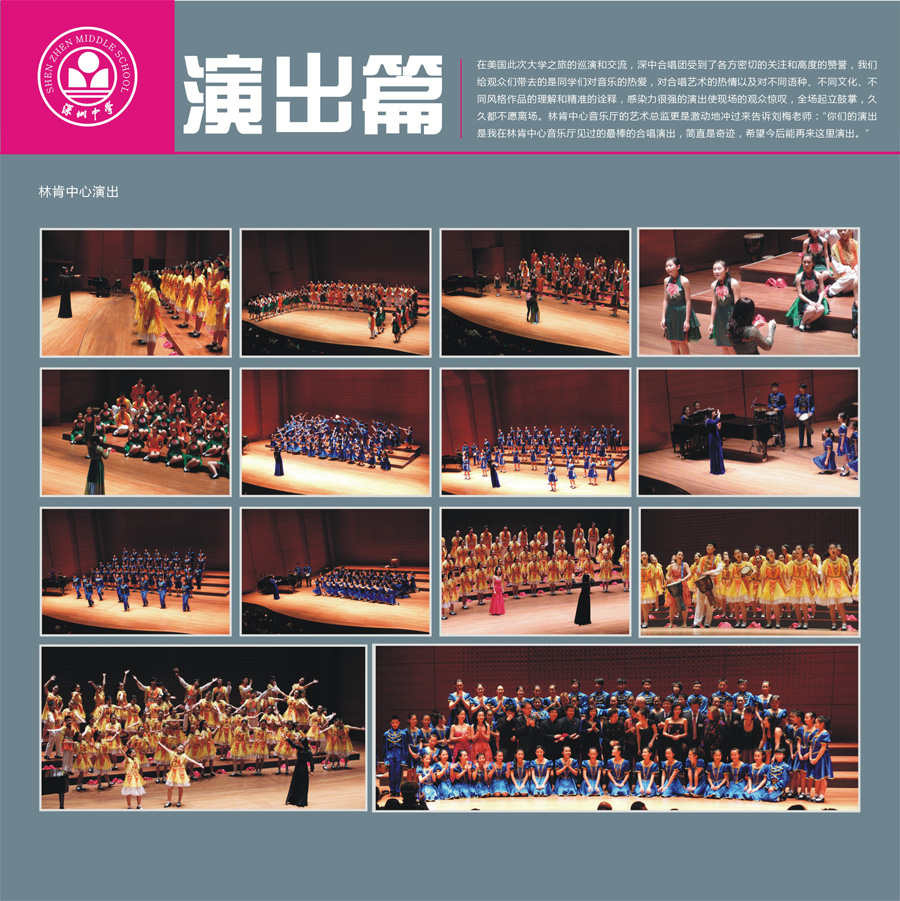 SHEN ZHEN MIDDLE SCHOOL
深圳中学
演出篇
在美国此次大学之旅的巡演和交流，深中合唱团受到了各方密切的关注和高度的赞誉，我们
给观众们带去的是同学们对音乐的热爱，对合唱艺术的热情以及对不同语种、不同文化、不
同风格作品的理解和精准的诠释，感染力很强的演出使现场的观众惊叹，全场起立鼓掌，久
久都不愿离场。林肯中心音乐厅的艺术总监更是激动地冲过来告诉刘梅老师：“你们的演出
是我在林肯中心音乐厅见过的最棒的合唱演出，简直是奇迹，希望今后能再来这里演出。”
林肯中心演出